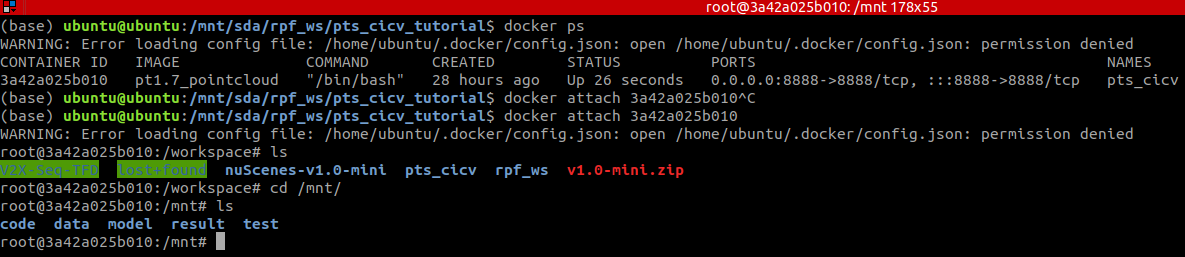 root@3a42a025b010: /mnt 178x55
(base) ubuntu@ubuntu:/mnt/sda/rpf_ws/pts_cicv_tutorial$ docker ps
WARNING: Error loading config file: /home/ubuntu/.docker/config.json: open /home/ubuntu/.docker/config.json: permission denied
CONTAINER ID   IMAGE   COMMAND   CREATED   STATUS   PORTS   NAMES
3a42a025b010   pt1.7_pointcloud   "/bin/bash"   28 hours ago   Up 26 seconds   0.0.0.0:8888->8888/tcp, :::8888->8888/tcp   pts_cicv
(base) ubuntu@ubuntu:/mnt/sda/rpf_ws/pts_cicv_tutorial$ docker attach 3a42a025b010^C
(base) ubuntu@ubuntu:/mnt/sda/rpf_ws/pts_cicv_tutorial$ docker attach 3a42a025b010
WARNING: Error loading config file: /home/ubuntu/.docker/config.json: open /home/ubuntu/.docker/config.json: permission denied
root@3a42a025b010:/workspace# ls
V2X-Seq-TFD  lost+found  nuScenes-v1.0-mini  pts_cicv  rpf_ws  v1.0-mini.zip
root@3a42a025b010:/workspace# cd /mnt/
root@3a42a025b010:/mnt# ls
code  data  model  result  test
root@3a42a025b010:/mnt#